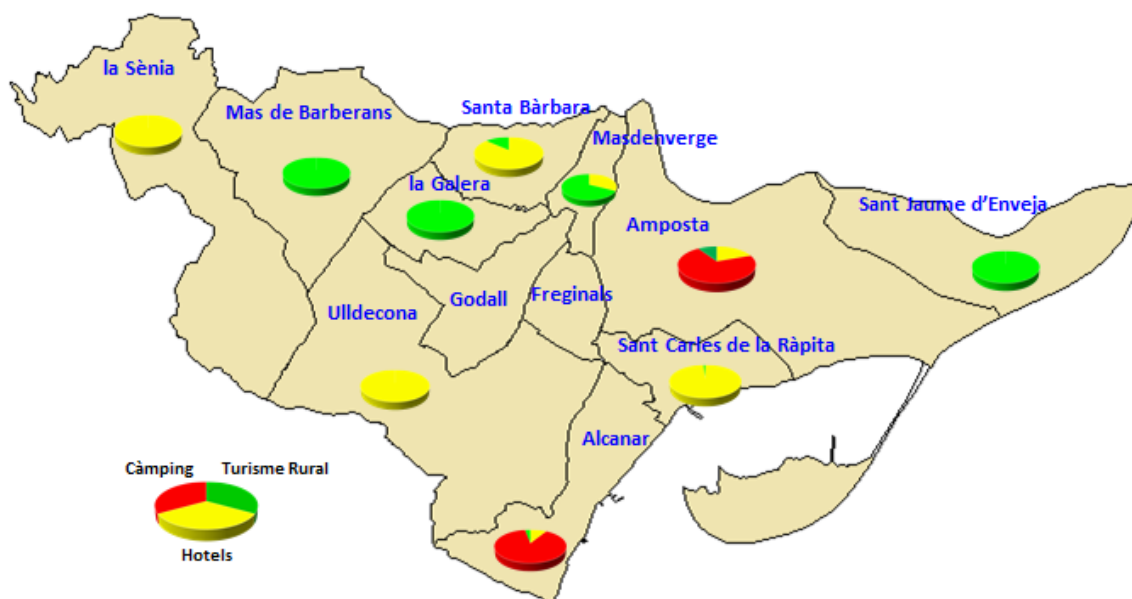 la Sènia
Mas de Barberans
Santa Bàrbara
Masdenverge
la Galera
Sant Jaume d'Enveja
Amposta
Godall
Freginals
Ulldecona
Sant Carles de la Ràpita
Alcanar
Càmping
Turisme Rural
Hotels